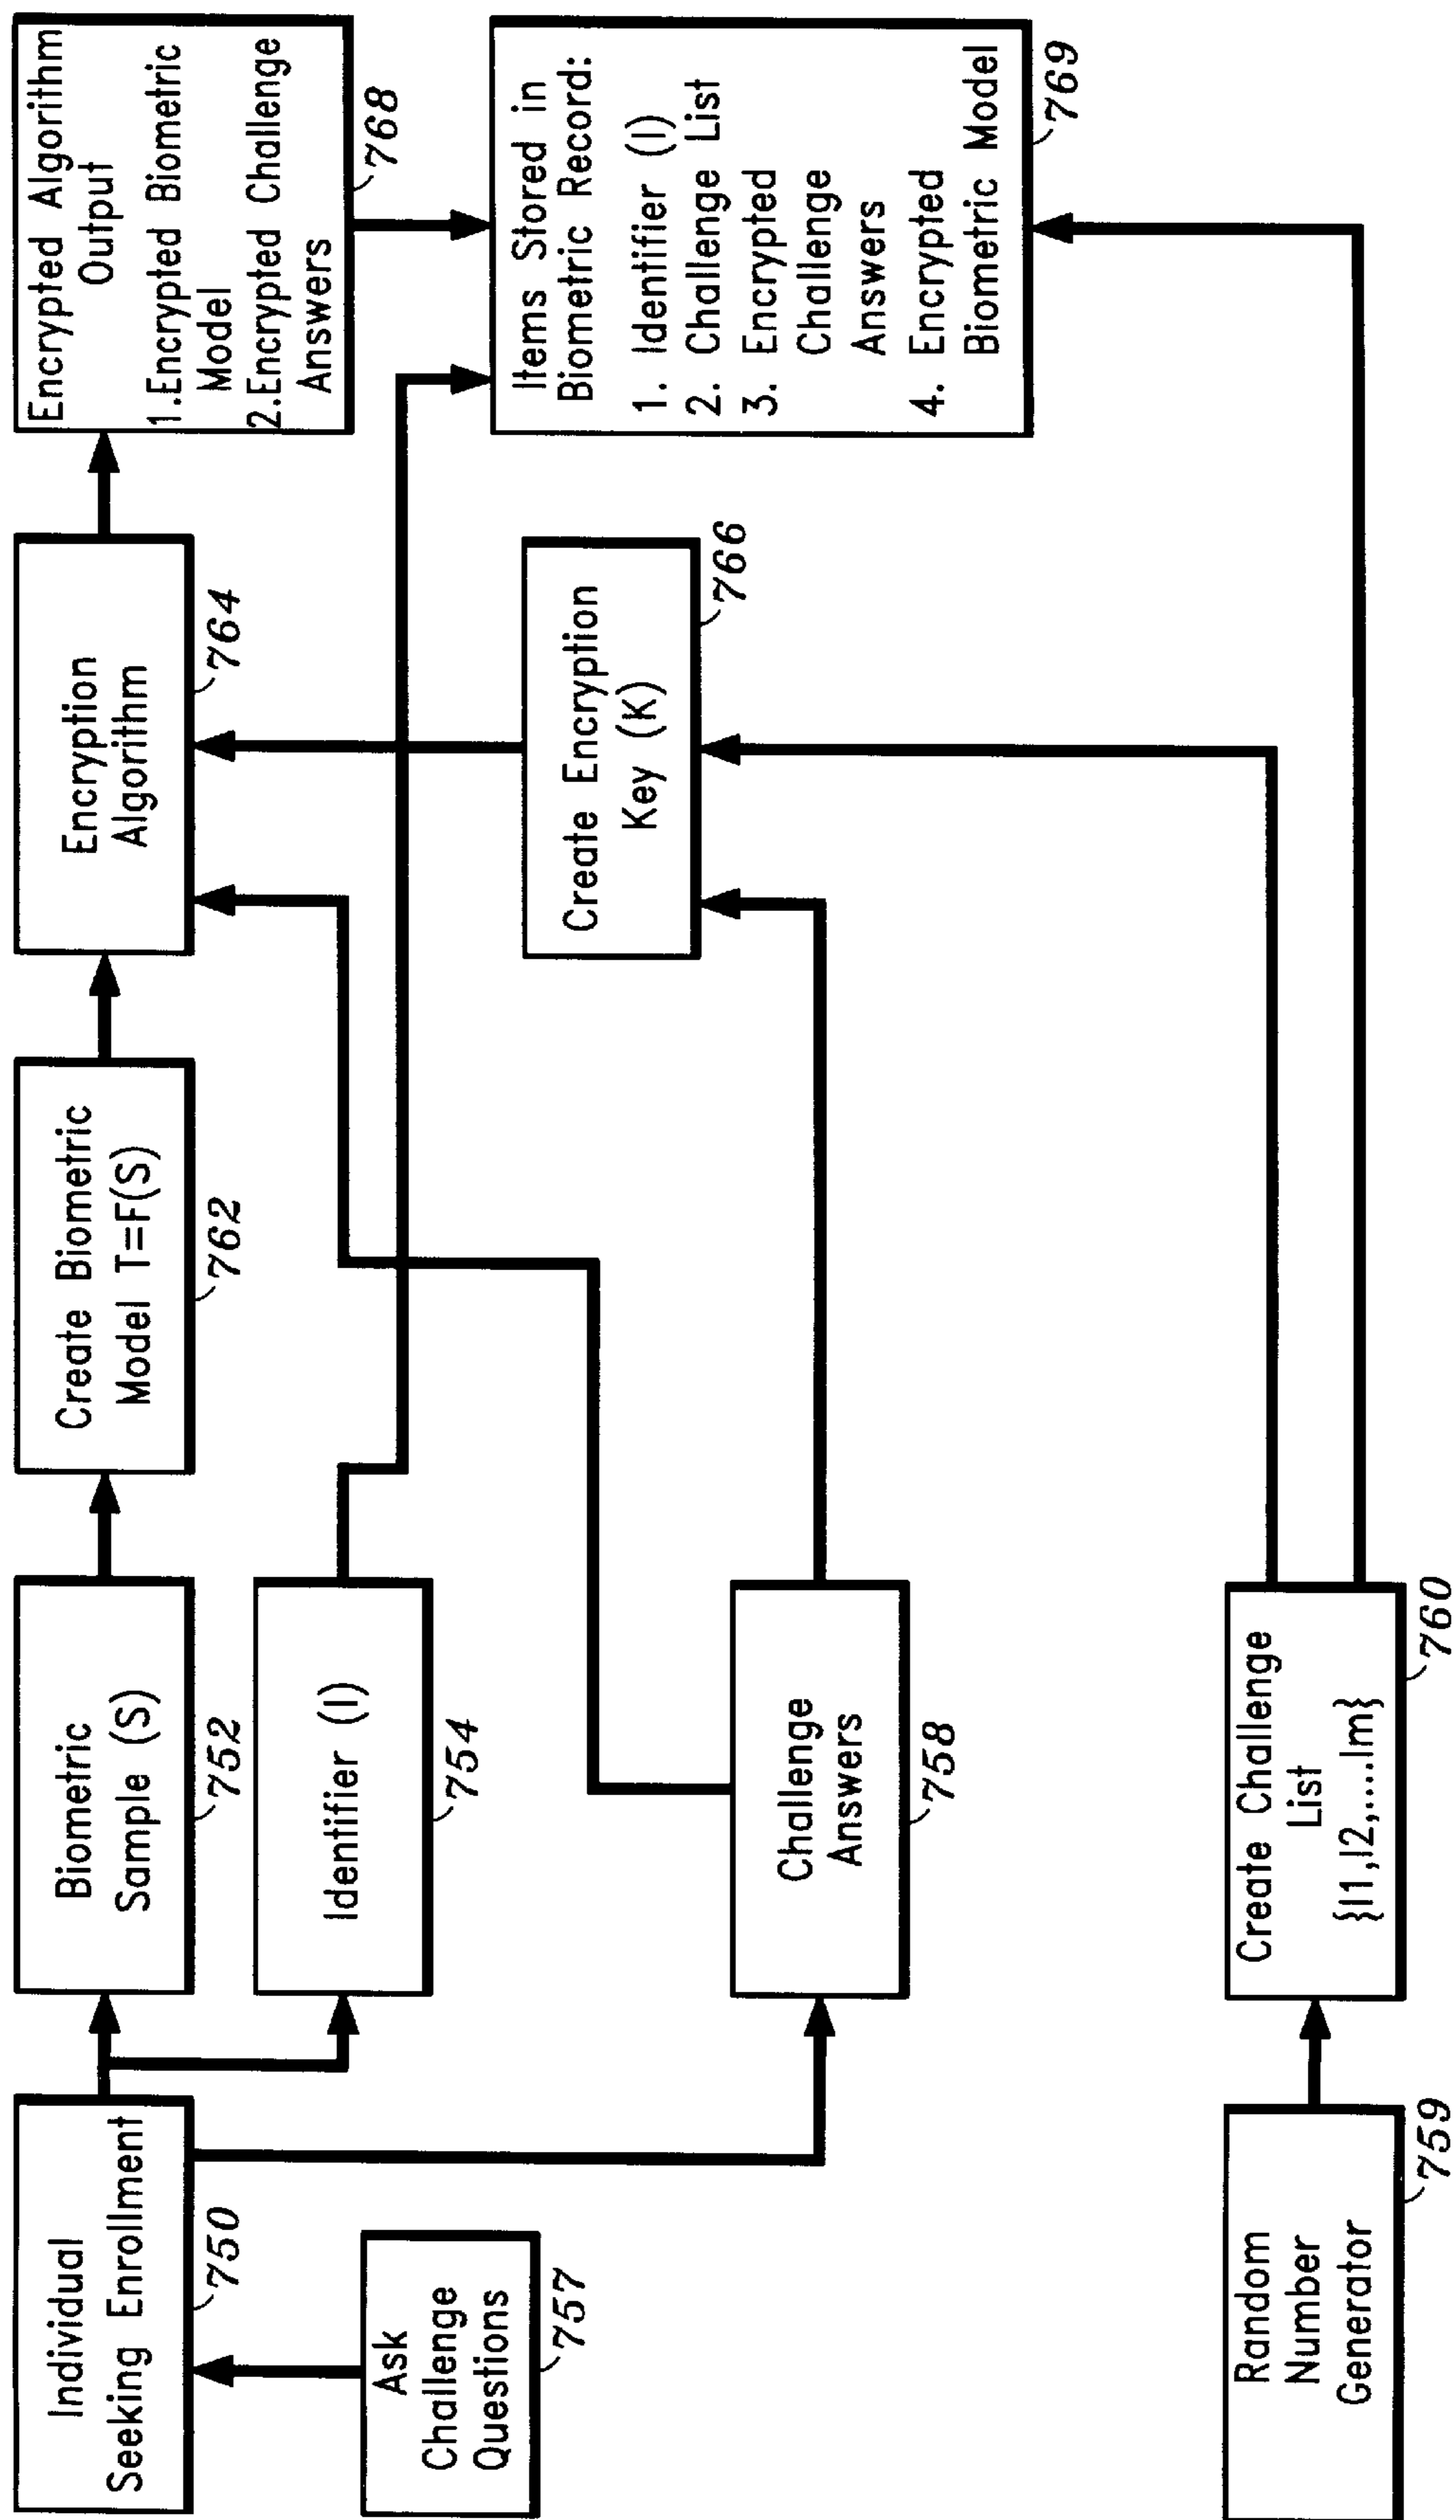 Individual
Seeking Enrollment
750
Biometric
Sample (S)
752
Create Biometric
Model T=F(S)
762
Encryption
Algorithm
764
Encrypted Algorithm
Output
1.Encrypted Biometric
Model
2.Encrypted Challenge
Answers
768
Identifier (I)
754
Ask
Challenge
Questions
757
Challenge
Answers
758
Create Encryption
Key (K)
766
Items Stored in
Biometric Record:
1. Identifier (I)
2. Challenge List
3. Encrypted
Challenge
Answers
4. Encrypted
Biometric Model
769
Random
Number
Generator
759
Create Challenge
List
{I1,I2,....Im}
760